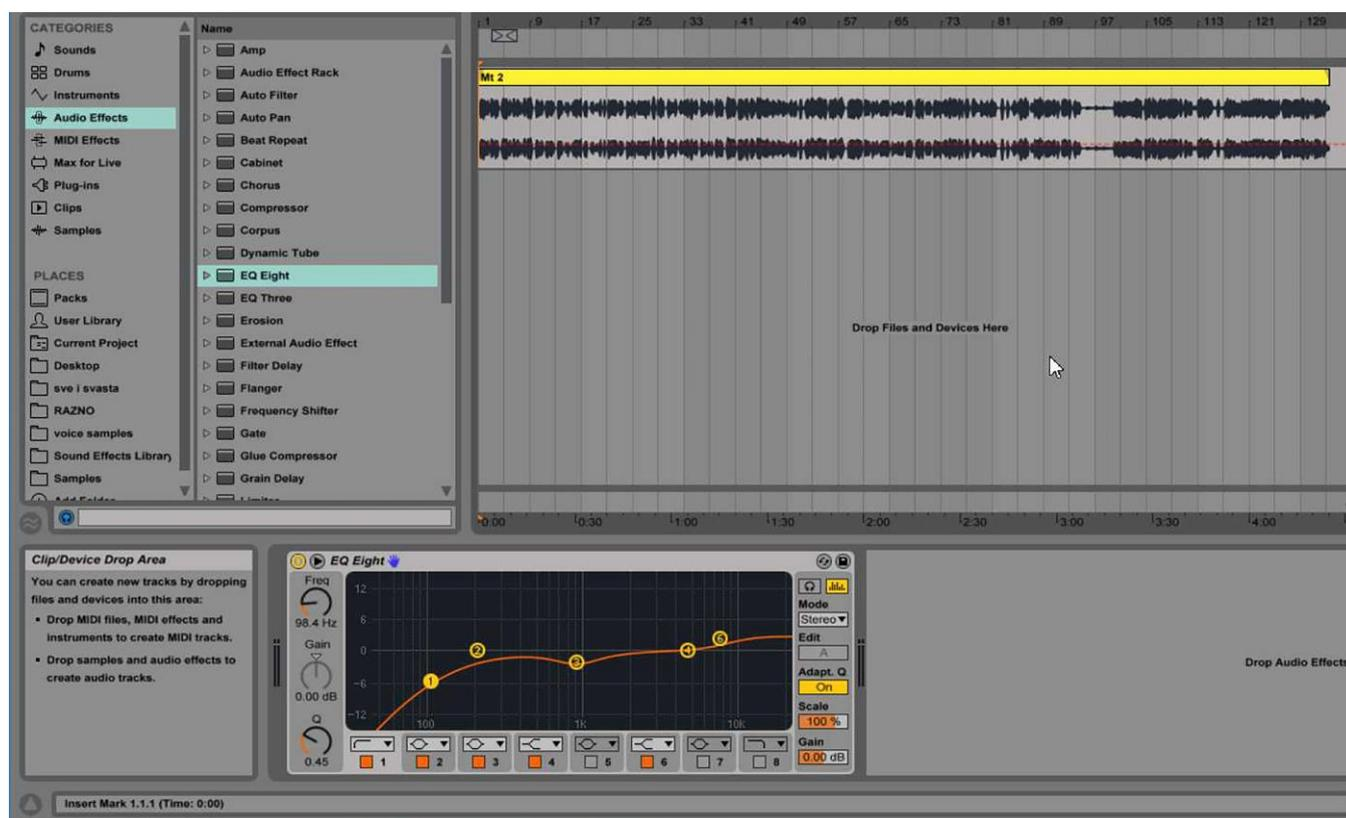 CATEGORIES
Sounds
Drums
Instruments
Audio Effects
MIDI Effects
Max for Live
Plug-ins
Clips
Samples
PLACES
Packs
User Library
Current Project
Desktop
sve i svasta
RAZNO
voice samples
Sound Effects Library
Samples
Add Folder
Name
Amp
Audio Effect Rack
Auto Filter
Auto Pan
Beat Repeat
Cabinet
Chorus
Compressor
Corpus
Dynamic Tube
EQ Eight
EQ Three
Erosion
External Audio Effect
Filter Delay
Flanger
Frequency Shifter
Gate
Glue Compressor
Grain Delay
Limiter
1 9 17 25 33 41 49 57 65 73 81 89 97 105 113 121 129
Mt 2
Drop Files and Devices Here
0:00 0:30 1:00 1:30 2:00 2:30 3:00 3:30 4:00
Clip/Device Drop Area
You can create new tracks by dropping
files and devices into this area:
Drop MIDI files, MIDI effects and
instruments to create MIDI tracks.
Drop samples and audio effects to
create audio tracks.
EQ Eight
Freq
98.4 Hz
Gain
0.00 dB
Q
0.45
12
6
0
-6
-12
100 1K 10K
1 2 3 4 6
1 2 3 4 5 6 7 8
Mode
Stereo
Edit
A
Adapt. Q
On
Scale
100 %
Gain
0.00 dB
Drop Audio Effects
Insert Mark 1.1.1 (Time: 0:00)